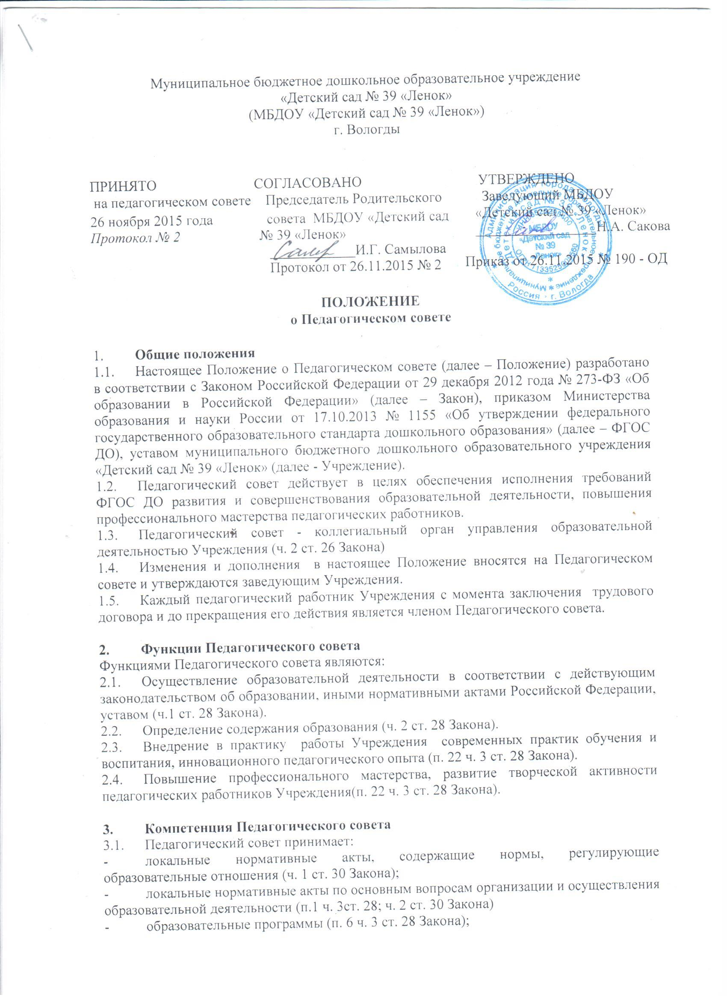 Муниципальное бюджетное дошкольное образовательное учреждение
«Детский сад № 39 «Ленок»
(МБДОУ «Детский сад № 39 «Ленок»)
г. Вологды
ПРИНЯТО
на педагогическом совете
26 ноября 2015 года
Протокол № 2
СОГЛАСОВАНО
Председатель Родительского
совета МБДОУ «Детский сад
№ 39 «Ленок»
____________И.Г. Самылова
Протокол от 26.11.2015 № 2
УТВЕРЖДЕНО
Заведующий МБДОУ
«Детский сад № 39 «Ленок»
__________________ Н.А. Сакова
Приказ от 26.11.2015 № 190 - ОД
Администрация города Вологды
Россия · г. Вологда
МБДОУ
«Детский сад
№ 39
«Ленок»
ПОЛОЖЕНИЕ
о Педагогическом совете
1. Общие положения
1.1. Настоящее Положение о Педагогическом совете (далее – Положение) разработано
в соответствии с Законом Российской Федерации от 29 декабря 2012 года № 273-ФЗ «Об
образовании в Российской Федерации» (далее – Закон), приказом Министерства
образования и науки России от 17.10.2013 № 1155 «Об утверждении федерального
государственного образовательного стандарта дошкольного образования» (далее – ФГОС
ДО), уставом муниципального бюджетного дошкольного образовательного учреждения
«Детский сад № 39 «Ленок» (далее - Учреждение).
1.2. Педагогический совет действует в целях обеспечения исполнения требований
ФГОС ДО развития и совершенствования образовательной деятельности, повышения
профессионального мастерства педагогических работников.
1.3. Педагогический совет - коллегиальный орган управления образовательной
деятельностью Учреждения (ч. 2 ст. 26 Закона)
1.4. Изменения и дополнения в настоящее Положение вносятся на Педагогическом
совете и утверждаются заведующим Учреждения.
1.5. Каждый педагогический работник Учреждения с момента заключения трудового
договора и до прекращения его действия является членом Педагогического совета.
2. Функции Педагогического совета
Функциями Педагогического совета являются:
2.1. Осуществление образовательной деятельности в соответствии с действующим
законодательством об образовании, иными нормативными актами Российской Федерации,
уставом (ч.1 ст. 28 Закона).
2.2. Определение содержания образования (ч. 2 ст. 28 Закона).
2.3. Внедрение в практику работы Учреждения современных практик обучения и
воспитания, инновационного педагогического опыта (п. 22 ч. 3 ст. 28 Закона).
2.4. Повышение профессионального мастерства, развитие творческой активности
педагогических работников Учреждения(п. 22 ч. 3 ст. 28 Закона).
3. Компетенция Педагогического совета
3.1. Педагогический совет принимает:
- локальные нормативные акты, содержащие нормы, регулирующие
образовательные отношения (ч. 1 ст. 30 Закона);
- локальные нормативные акты по основным вопросам организации и осуществления
образовательной деятельности (п.1 ч. 3ст. 28; ч. 2 ст. 30 Закона)
- образовательные программы (п. 6 ч. 3 ст. 28 Закона);